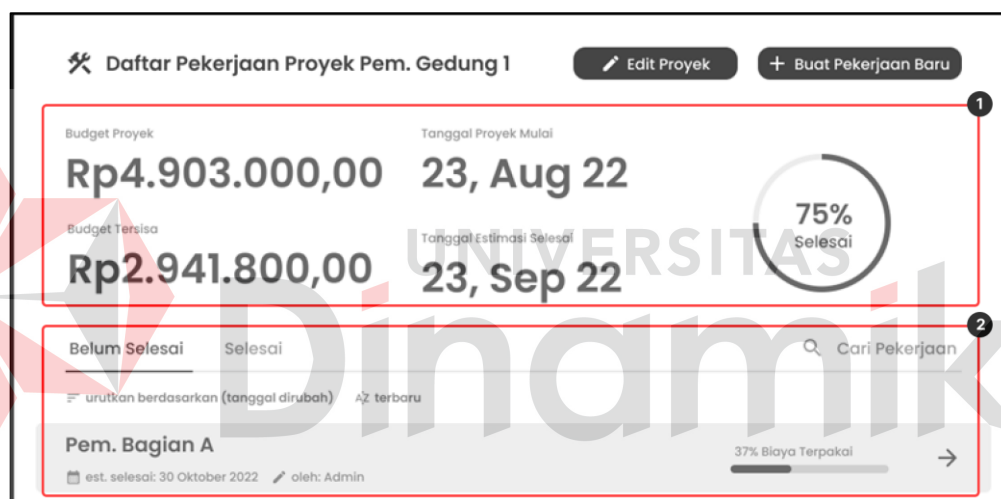 Daftar Pekerjaan Proyek Pem. Gedung 1
Edit Proyek
+ Buat Pekerjaan Baru
1
Budget Proyek
Rp4.903.000,00
Tanggal Proyek Mulai
23, Aug 22
Budget Tersisa
Rp2.941.800,00
Tanggal Estimasi Selesai
23, Sep 22
75%
Selesai
UNIVERSITAS
Dinamika
2
Belum Selesai
Selesai
Cari Pekerjaan
urutkan berdasarkan (tanggal dirubah)
AZ terbaru
Pem. Bagian A
est. selesai: 30 Oktober 2022
oleh: Admin
37% Biaya Terpakai